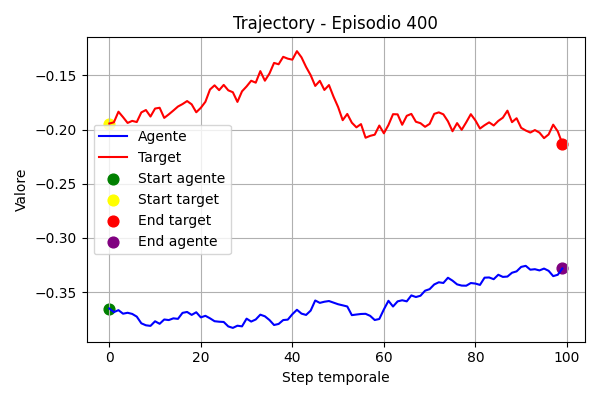 Trajectory - Episodio 400
Valore
−0.15
−0.20
−0.25
−0.30
−0.35
Agente
Target
Start agente
Start target
End target
End agente
0
20
40
60
80
100
Step temporale